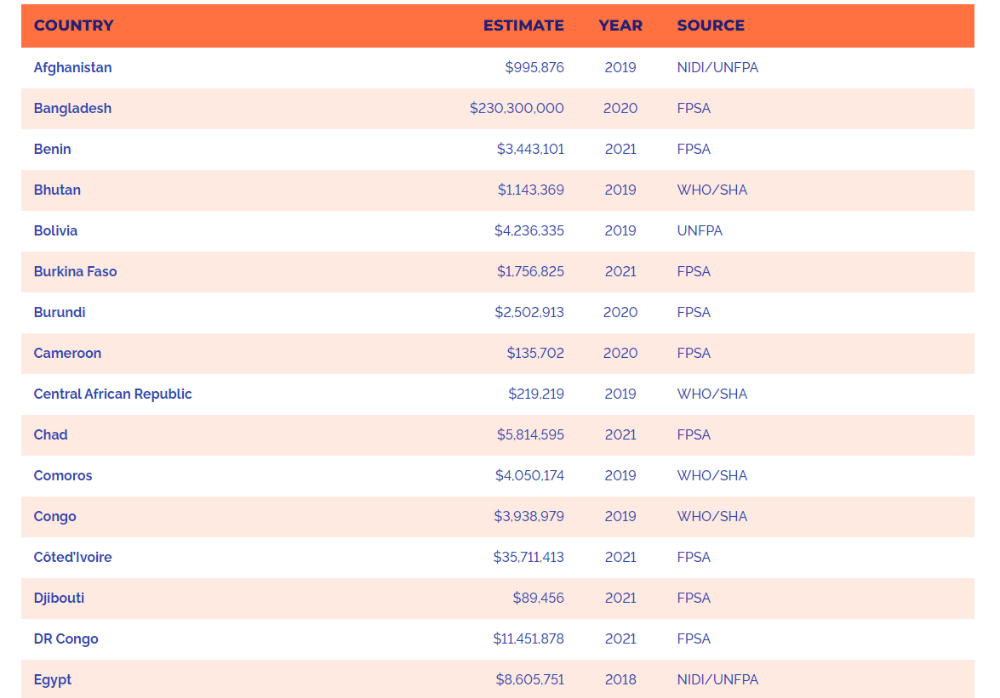 COUNTRY ESTIMATE YEAR SOURCE
Afghanistan $995,876 2019 NIDI/UNFPA
Bangladesh $230,300,000 2020 FPSA
Benin $3,443,101 2021 FPSA
Bhutan $1,143,369 2019 WHO/SHA
Bolivia $4,236,335 2019 UNFPA
Burkina Faso $1,756,825 2021 FPSA
Burundi $2,502,913 2020 FPSA
Cameroon $135,702 2020 FPSA
Central African Republic $219,219 2019 WHO/SHA
Chad $5,814,595 2021 FPSA
Comoros $4,050,174 2019 WHO/SHA
Congo $3,938,979 2019 WHO/SHA
Côted'Ivoire $35,711,413 2021 FPSA
Djibouti $89,456 2021 FPSA
DR Congo $11,451,878 2021 FPSA
Egypt $8,605,751 2018 NIDI/UNFPA